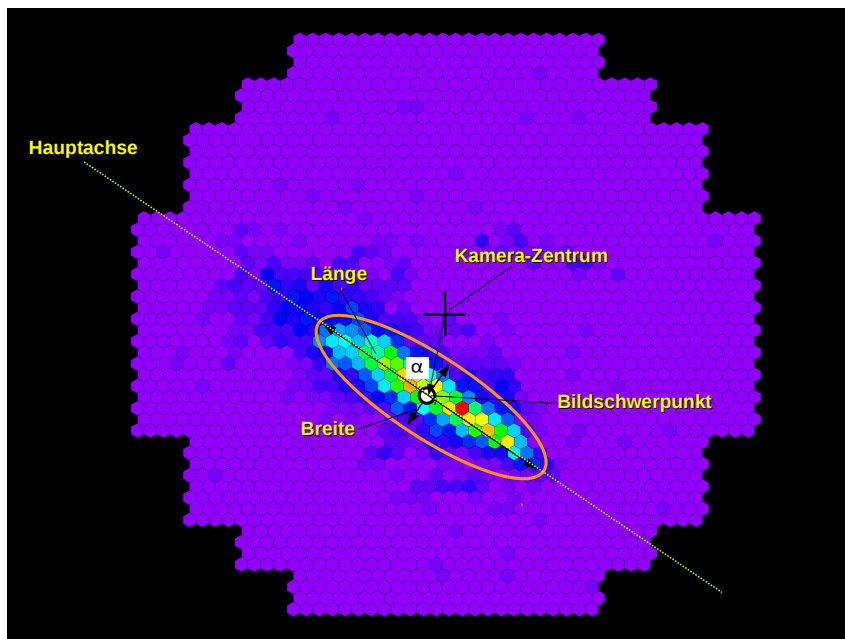 Hauptachse
Kamera-Zentrum
Länge
α
Bildschwerpunkt
Breite